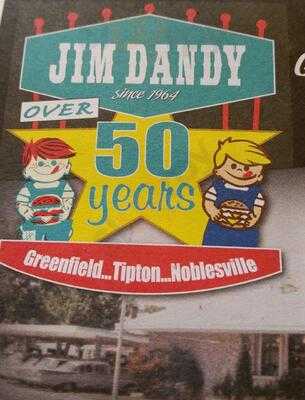 JIM DANDY
since 1964
OVER
50
years
Greenfield...Tipton...Noblesville